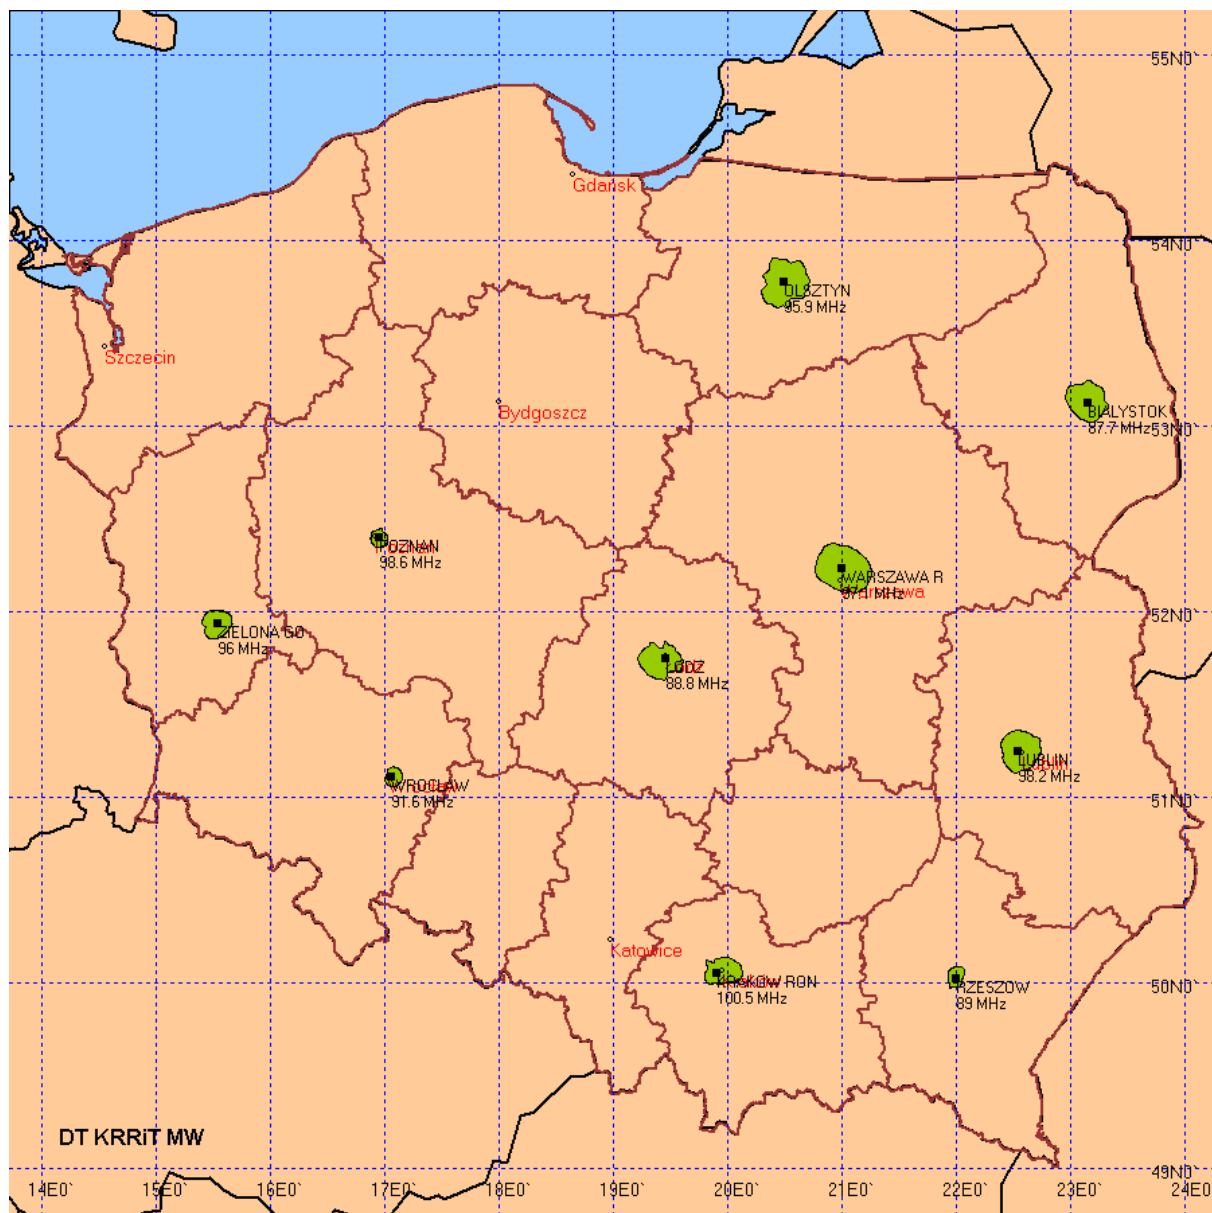 55N0'
Gdańsk
54N0'
OLSZTYN
95.9 MHz
Szczecin
Bydgoszcz
BIALYSTOK
87.7 MHz
53N0'
POZNAN
98.6 MHz
WARSZAWA R
Warszawa
52N0'
ZIELONA GO
96 MHz
LODZ
88.8 MHz
LUBLIN
98.2 MHz
WROCLAW
91.6 MHz
51N0'
Katowice
KRAKOW RON
100.5 MHz
RZESZOW
89 MHz
50N0'
DT KRRiT MW
49N0'
14E0' 15E0' 16E0' 17E0' 18E0' 19E0' 20E0' 21E0' 22E0' 23E0' 24E0